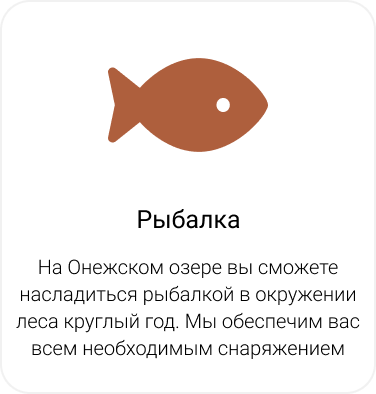 Рыбалка
На Онежском озере вы сможете
насладиться рыбалкой в окружении
леса круглый год. Мы обеспечим вас
всем необходимым снаряжением